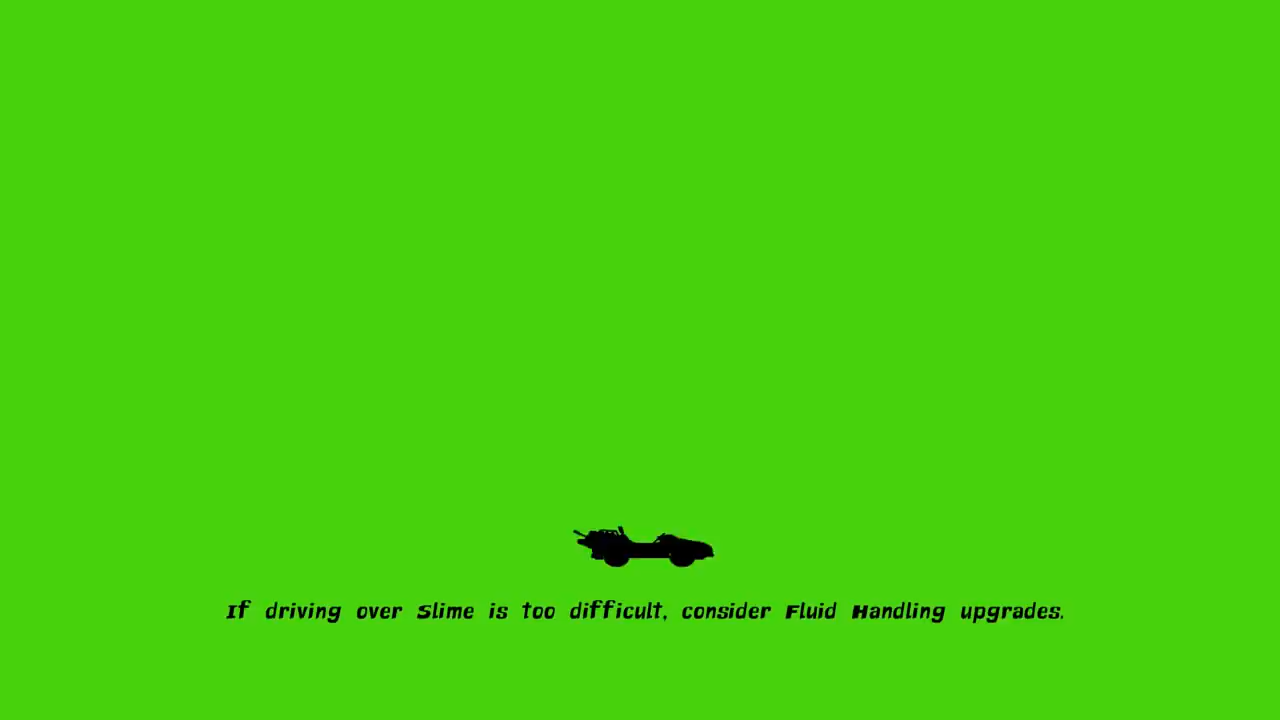 If driving over Slime is too difficult, consider Fluid Handling upgrades.